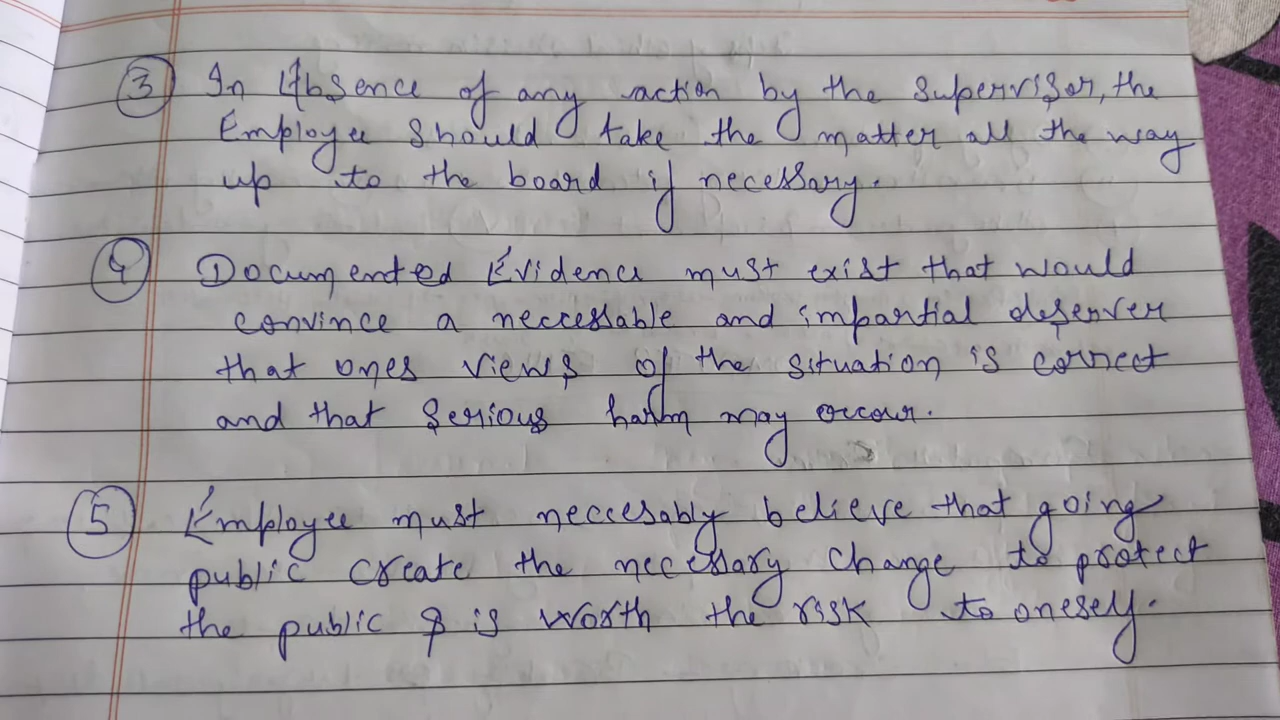 ③ In Absence of any action by the Supervisor, the
Employee should take the matter all the way
up to the board if necessary.
④ Documented Evidence must exist that would
convince a neccessable and impartial deserver
that ones views of the situation is correct
and that serious harm may occour.
⑤ Employee must neccesably believe that going
public create the necessary change to protect
the public & is worth the risk to oneself.